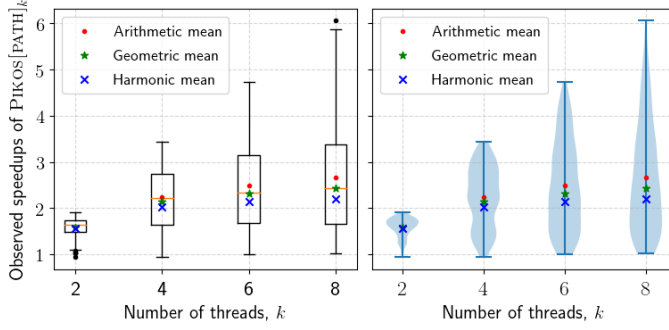 Observed speedups of PIKOS[PATH]k
6
5
4
3
2
1
Arithmetic mean
Geometric mean
Harmonic mean
2 4 6 8
Number of threads, k
Arithmetic mean
Geometric mean
Harmonic mean
2 4 6 8
Number of threads, k